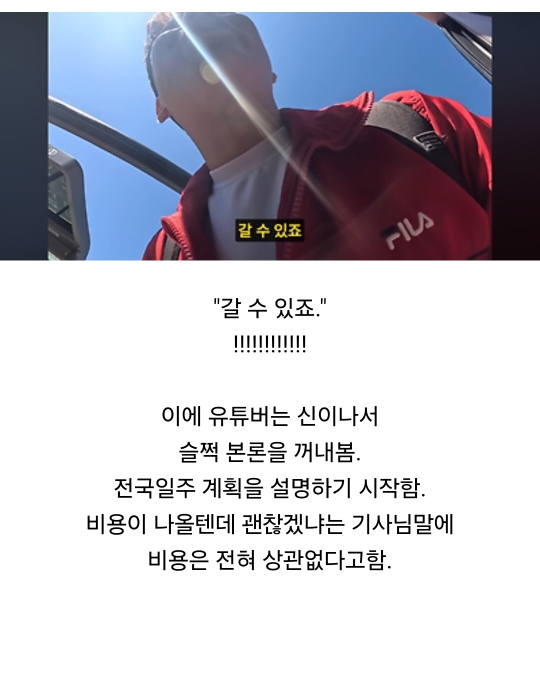 FILA
갈 수 있죠
"갈 수 있죠."
!!!!!!!!!!!!
이에 유튜버는 신이나서
슬쩍 본론을 꺼내봄.
전국일주 계획을 설명하기 시작함.
비용이 나올텐데 괜찮겠냐는 기사님말에
비용은 전혀 상관없다고함.